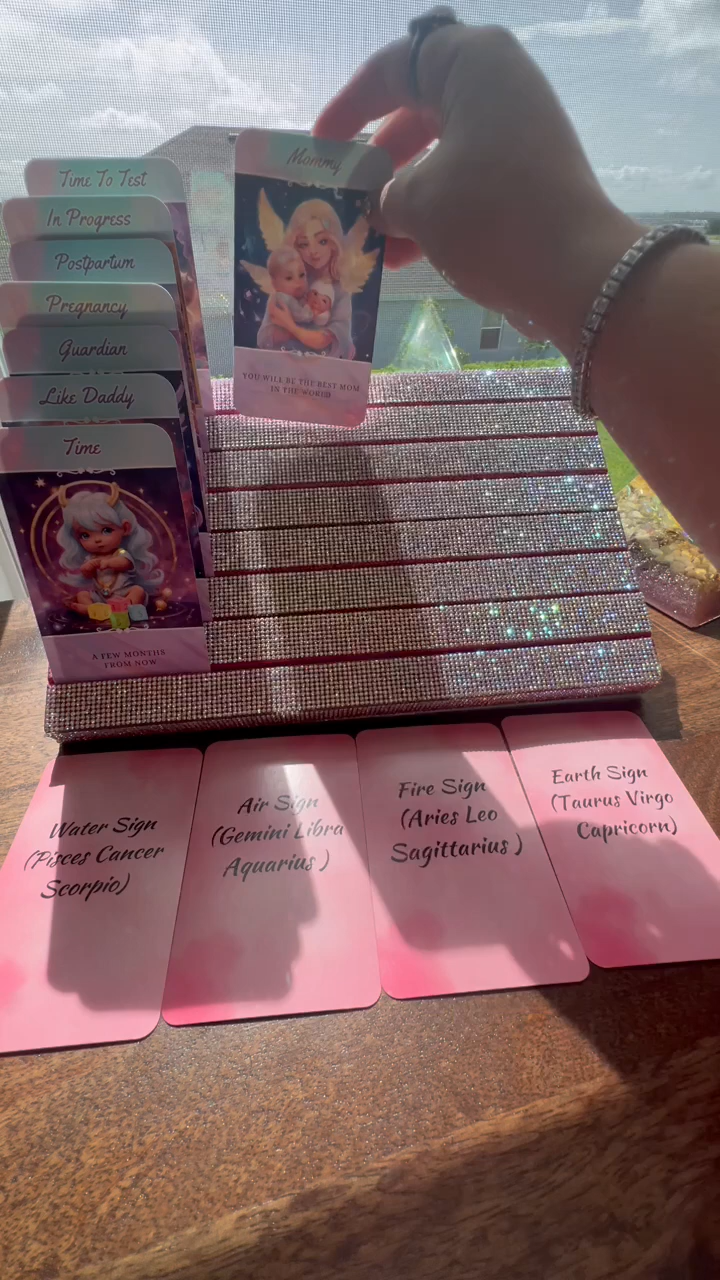 Time To Test
In Progress
Postpartum
Pregnancy
Guardian
Like Daddy
Time
A FEW MONTHS
FROM NOW
Mommy
YOU WILL BE THE BEST MOM
IN THE WORLD
Water Sign
(Pisces Cancer
Scorpio)
Air Sign
(Gemini Libra
Aquarius )
Fire Sign
(Aries Leo
Sagittarius )
Earth Sign
(Taurus Virgo
Capricorn)